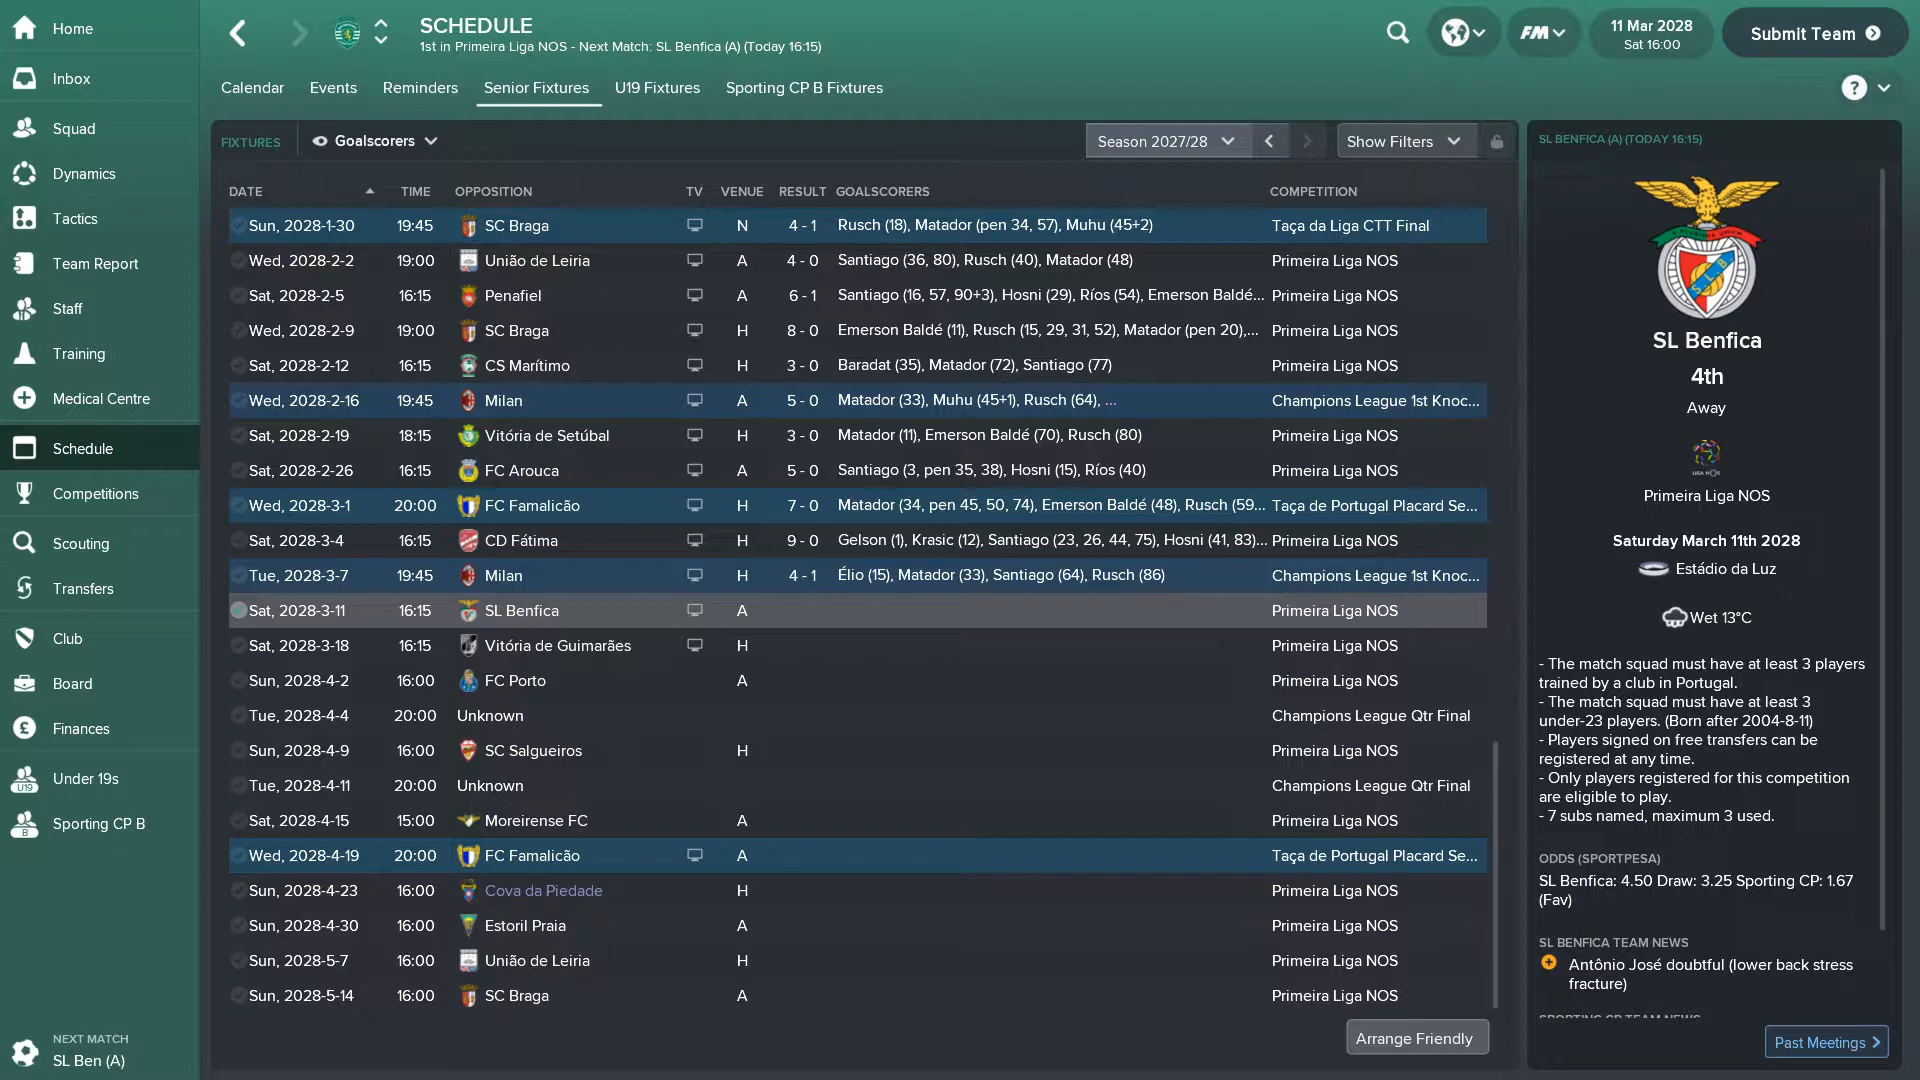 Home
Inbox
Squad
Dynamics
Tactics
Team Report
Staff
Training
Medical Centre
Schedule
Competitions
Scouting
Transfers
Club
Board
Finances
U19
Under 19s
B
Sporting CP B
NEXT MATCH
SL Ben (A)
SCHEDULE
1st in Primeira Liga NOS - Next Match: SL Benfica (A) (Today 16:15)
FM
11 Mar 2028
Sat 16:00
Submit Team
Calendar Events Reminders Senior Fixtures U19 Fixtures Sporting CP B Fixtures
?
FIXTURES Goalscorers Season 2027/28 Show Filters
DATE TIME OPPOSITION TV VENUE RESULT GOALSCORERS COMPETITION
Sun, 2028-1-30 19:45 SC Braga N 4 - 1 Rusch (18), Matador (pen 34, 57), Muhu (45+2) Taça da Liga CTT Final
Wed, 2028-2-2 19:00 União de Leiria A 4 - 0 Santiago (36, 80), Rusch (40), Matador (48) Primeira Liga NOS
Sat, 2028-2-5 16:15 Penafiel A 6 - 1 Santiago (16, 57, 90+3), Hosni (29), Ríos (54), Emerson Baldé... Primeira Liga NOS
Wed, 2028-2-9 19:00 SC Braga H 8 - 0 Emerson Baldé (11), Rusch (15, 29, 31, 52), Matador (pen 20),... Primeira Liga NOS
Sat, 2028-2-12 16:15 CS Marítimo H 3 - 0 Baradat (35), Matador (72), Santiago (77) Primeira Liga NOS
Wed, 2028-2-16 19:45 Milan A 5 - 0 Matador (33), Muhu (45+1), Rusch (64), ... Champions League 1st Knoc...
Sat, 2028-2-19 18:15 Vitória de Setúbal H 3 - 0 Matador (11), Emerson Baldé (70), Rusch (80) Primeira Liga NOS
Sat, 2028-2-26 16:15 FC Arouca A 5 - 0 Santiago (3, pen 35, 38), Hosni (15), Ríos (40) Primeira Liga NOS
Wed, 2028-3-1 20:00 FC Famalicão H 7 - 0 Matador (34, pen 45, 50, 74), Emerson Baldé (48), Rusch (59... Taça de Portugal Placard Se...
Sat, 2028-3-4 16:15 CD Fátima H 9 - 0 Gelson (1), Krasic (12), Santiago (23, 26, 44, 75), Hosni (41, 83)... Primeira Liga NOS
Tue, 2028-3-7 19:45 Milan H 4 - 1 Élio (15), Matador (33), Santiago (64), Rusch (86) Champions League 1st Knoc...
Sat, 2028-3-11 16:15 SL Benfica A Primeira Liga NOS
Sat, 2028-3-18 16:15 Vitória de Guimarães H Primeira Liga NOS
Sun, 2028-4-2 16:00 FC Porto A Primeira Liga NOS
Tue, 2028-4-4 20:00 Unknown Champions League Qtr Final
Sun, 2028-4-9 16:00 SC Salgueiros H Primeira Liga NOS
Tue, 2028-4-11 20:00 Unknown Champions League Qtr Final
Sat, 2028-4-15 15:00 Moreirense FC A Primeira Liga NOS
Wed, 2028-4-19 20:00 FC Famalicão A Taça de Portugal Placard Se...
Sun, 2028-4-23 16:00 Cova da Piedade H Primeira Liga NOS
Sun, 2028-4-30 16:00 Estoril Praia A Primeira Liga NOS
Sun, 2028-5-7 16:00 União de Leiria H Primeira Liga NOS
Sun, 2028-5-14 16:00 SC Braga A Primeira Liga NOS
Arrange Friendly
SL BENFICA (A) (TODAY 16:15)
SL Benfica
4th
Away
LIGA NOS
Primeira Liga NOS
Saturday March 11th 2028
Estádio da Luz
Wet 13°C
- The match squad must have at least 3 players
trained by a club in Portugal.
- The match squad must have at least 3
under-23 players. (Born after 2004-8-11)
- Players signed on free transfers can be
registered at any time.
- Only players registered for this competition
are eligible to play.
- 7 subs named, maximum 3 used.
ODDS (SPORTPESA)
SL Benfica: 4.50 Draw: 3.25 Sporting CP: 1.67
(Fav)
SL BENFICA TEAM NEWS
Antônio José doubtful (lower back stress
fracture)
SPORTING CP TEAM NEWS
Past Meetings